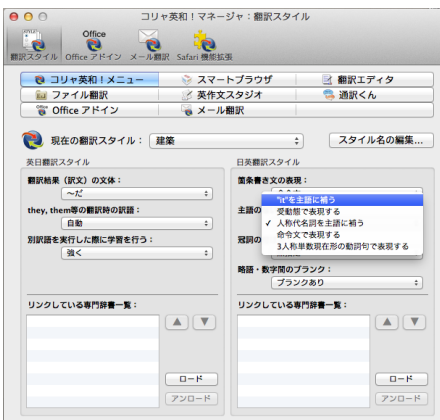 コリャ英和！マネージャ：翻訳スタイル
Office
翻訳スタイル Office アドイン メール翻訳 Safari 機能拡張
コリャ英和！メニュー スマートブラウザ 翻訳エディタ
ファイル翻訳 英作文スタジオ 通訳くん
Office アドイン メール翻訳
現在の翻訳スタイル： 建築 スタイル名の編集...
英日翻訳スタイル
翻訳結果（訳文）の文体：
〜だ
they, them等の翻訳時の訳語：
自動
別訳語を実行した際に学習を行う：
強く
リンクしている専門辞書一覧：
ロード
アンロード
日英翻訳スタイル
箇条書き文の表現：
"It"を主語に補う
主語の
受動態で表現する
✓ 人称代名詞を主語に補う
命令文で表現する
冠詞の
3人称単数現在形の動詞句で表現する
略語・数字間のブランク：
ブランクあり
リンクしている専門辞書一覧：
ロード
アンロード